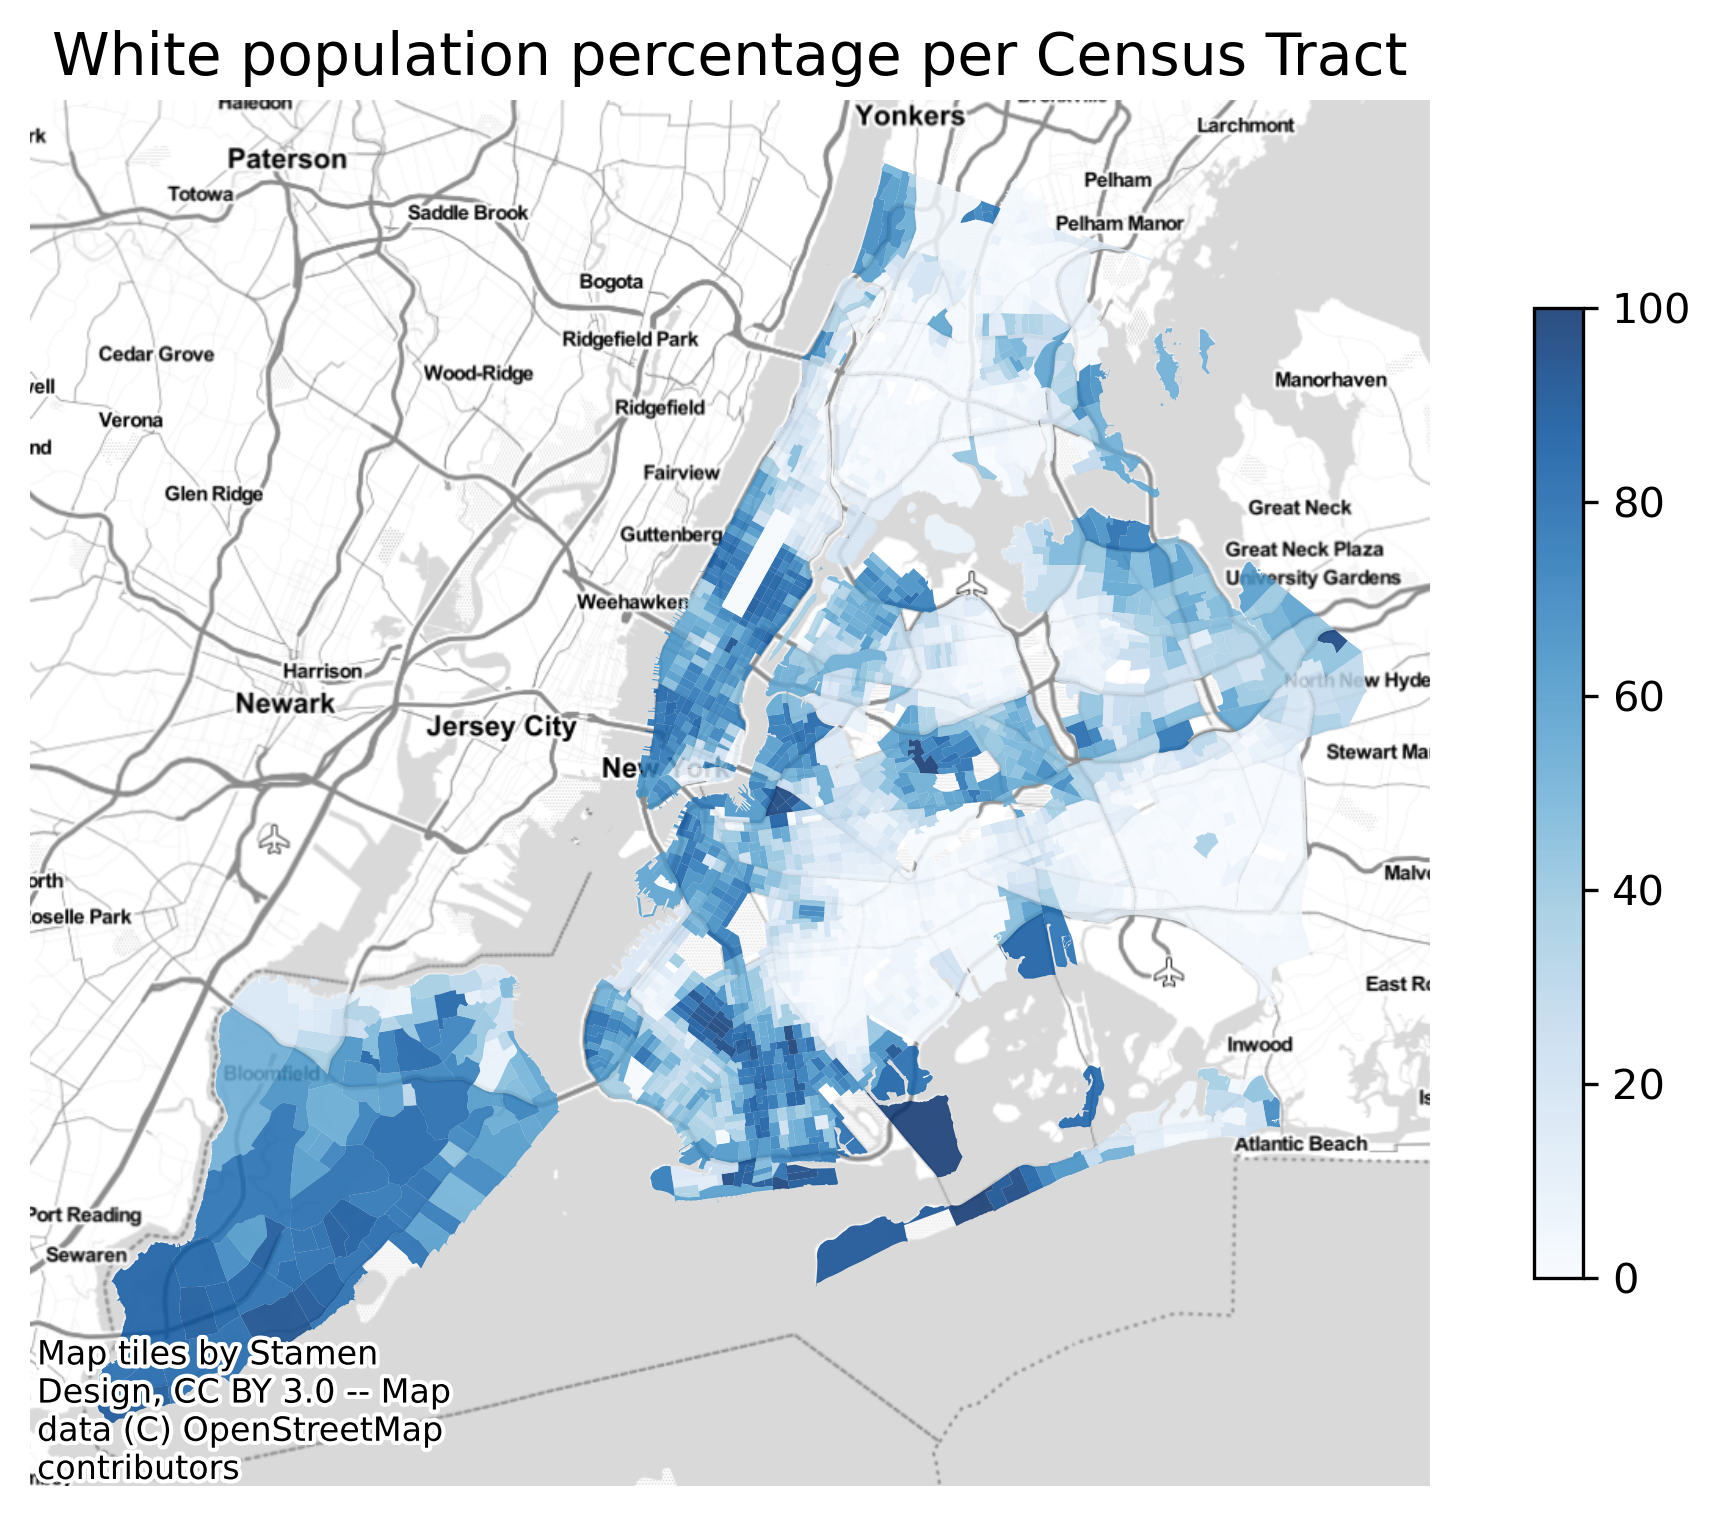 White population percentage per Census Tract
Haledon
Yonkers
Larchmont
rk
Paterson
Totowa
Pelham
Saddle Brook
Pelham Manor
Bogota
100
Ridgefield Park
Cedar Grove
Wood-Ridge
Manorhaven
Verona
Ridgefield
nd
Fairview
Glen Ridge
80
Great Neck
Guttenberg
Great Neck Plaza
University Gardens
Weehawken
Harrison
North New Hyde
60
Newark
Jersey City
Stewart
New York
Malve
40
orth
oselle Park
East Ro
Inwood
Bloomfield
20
Is
Atlantic Beach
Port Reading
Sewaren
0
Map tiles by Stamen
Design, CC BY 3.0 -- Map
data (C) OpenStreetMap
contributors